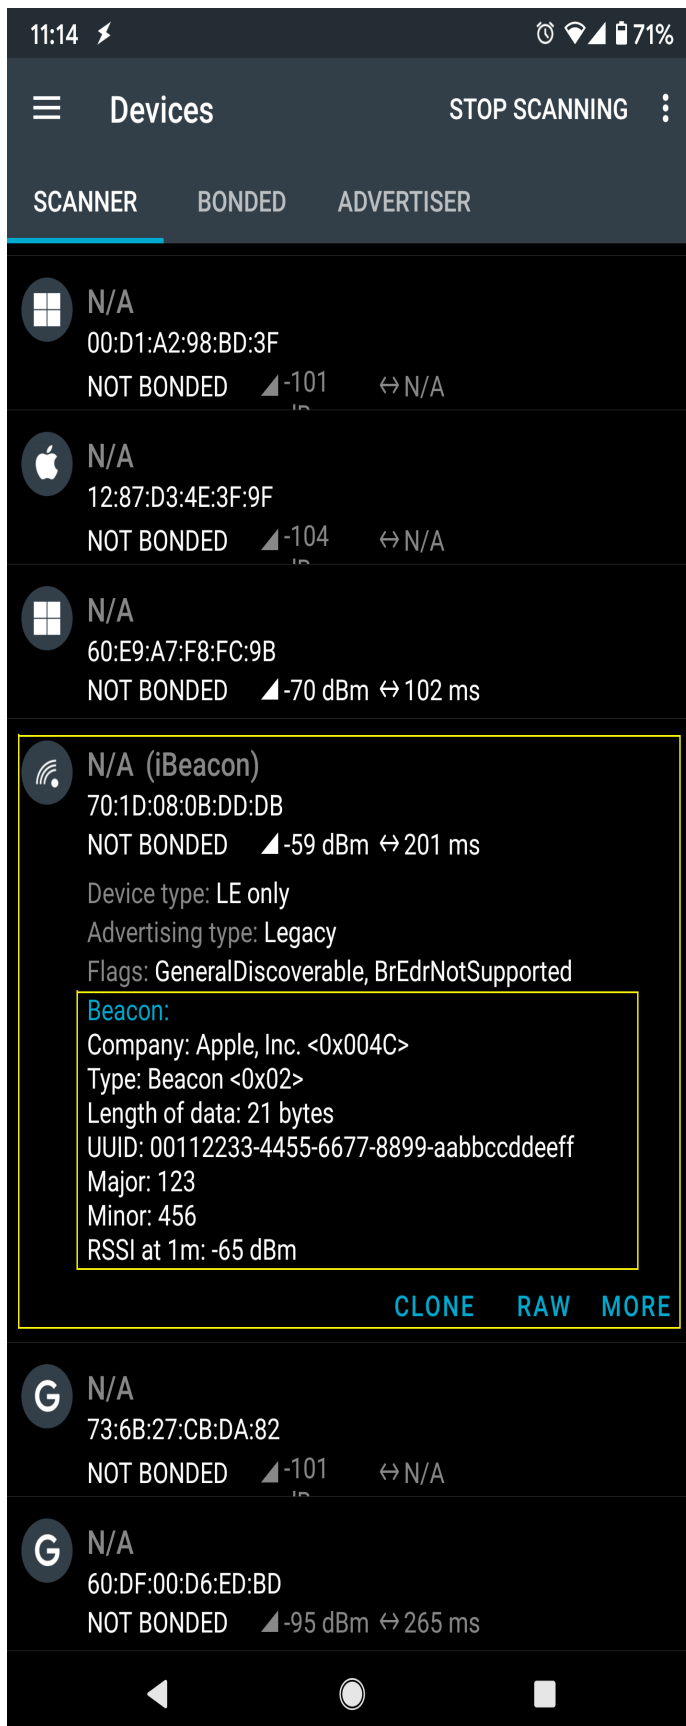 11:14 71%
Devices STOP SCANNING
SCANNER BONDED ADVERTISER
N/A
00:D1:A2:98:BD:3F
NOT BONDED -101 N/A
N/A
12:87:D3:4E:3F:9F
NOT BONDED -104 N/A
N/A
60:E9:A7:F8:FC:9B
NOT BONDED -70 dBm 102 ms
N/A (iBeacon)
70:1D:08:0B:DD:DB
NOT BONDED -59 dBm 201 ms
Device type: LE only
Advertising type: Legacy
Flags: GeneralDiscoverable, BrEdrNotSupported
Beacon:
Company: Apple, Inc. <0x004C>
Type: Beacon <0x02>
Length of data: 21 bytes
UUID: 00112233-4455-6677-8899-aabbccddeeff
Major: 123
Minor: 456
RSSI at 1m: -65 dBm
CLONE RAW MORE
G N/A
73:6B:27:CB:DA:82
NOT BONDED -101 N/A
G N/A
60:DF:00:D6:ED:BD
NOT BONDED -95 dBm 265 ms